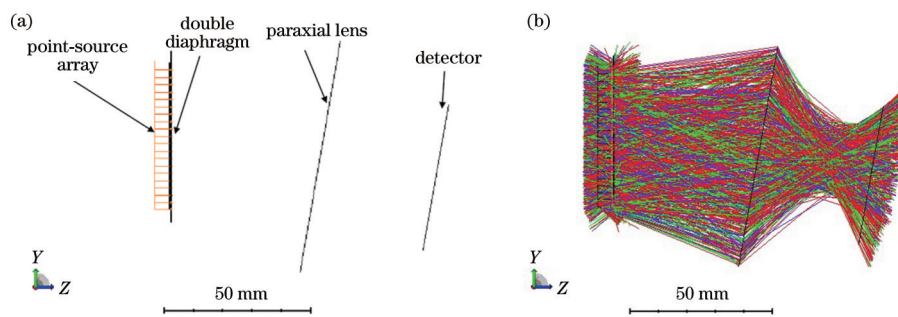 (a)
point-source
array
double
diaphragm
paraxial lens
detector
Y
Z
50 mm
(b)
Y
Z
50 mm